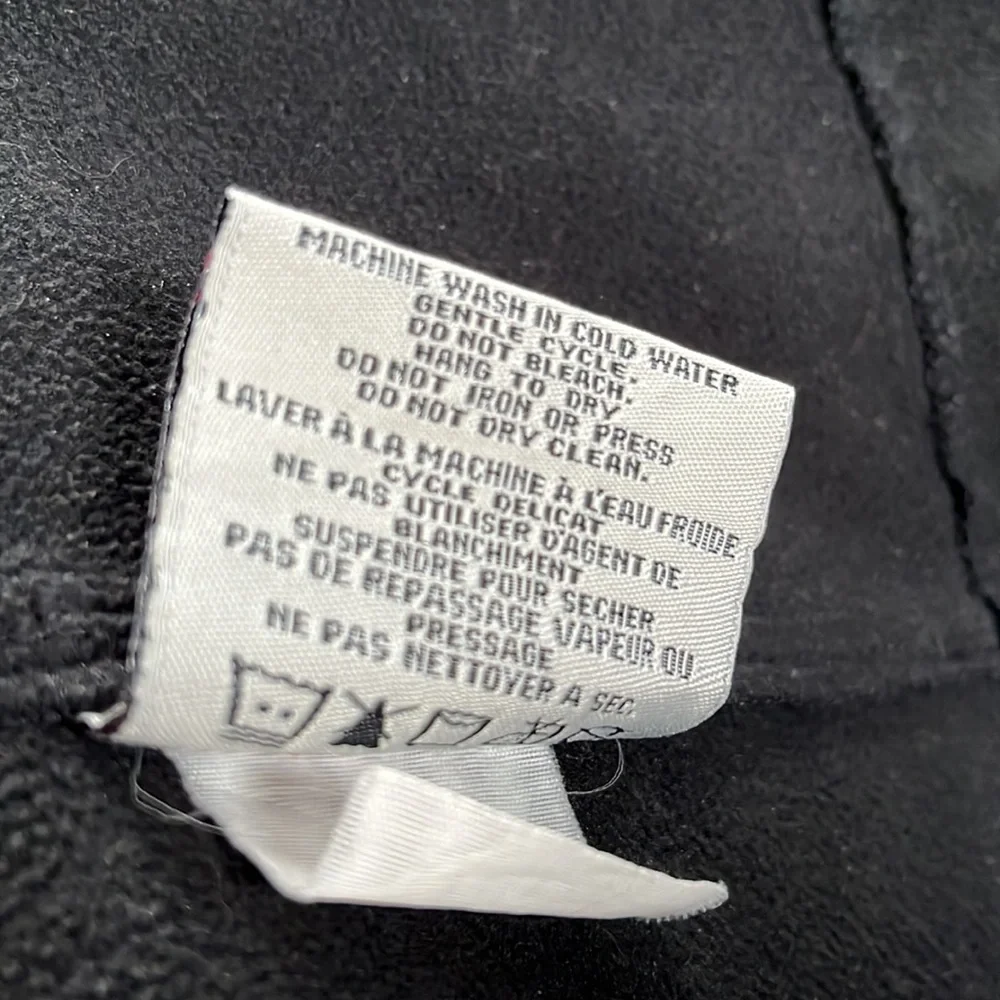 MACHINE WASH IN COLD WATER
GENTLE CYCLE.
DO NOT BLEACH.
HANG TO DRY
DO NOT IRON OR PRESS
DO NOT DRY CLEAN.
LAVER À LA MACHINE À L'EAU FROIDE
CYCLE DELICAT
NE PAS UTILISER D'AGENT DE
BLANCHIMENT
SUSPENDRE POUR SECHER
PAS DE REPASSAGE VAPEUR OU
PRESSAGE
NE PAS NETTOYER A SEC.